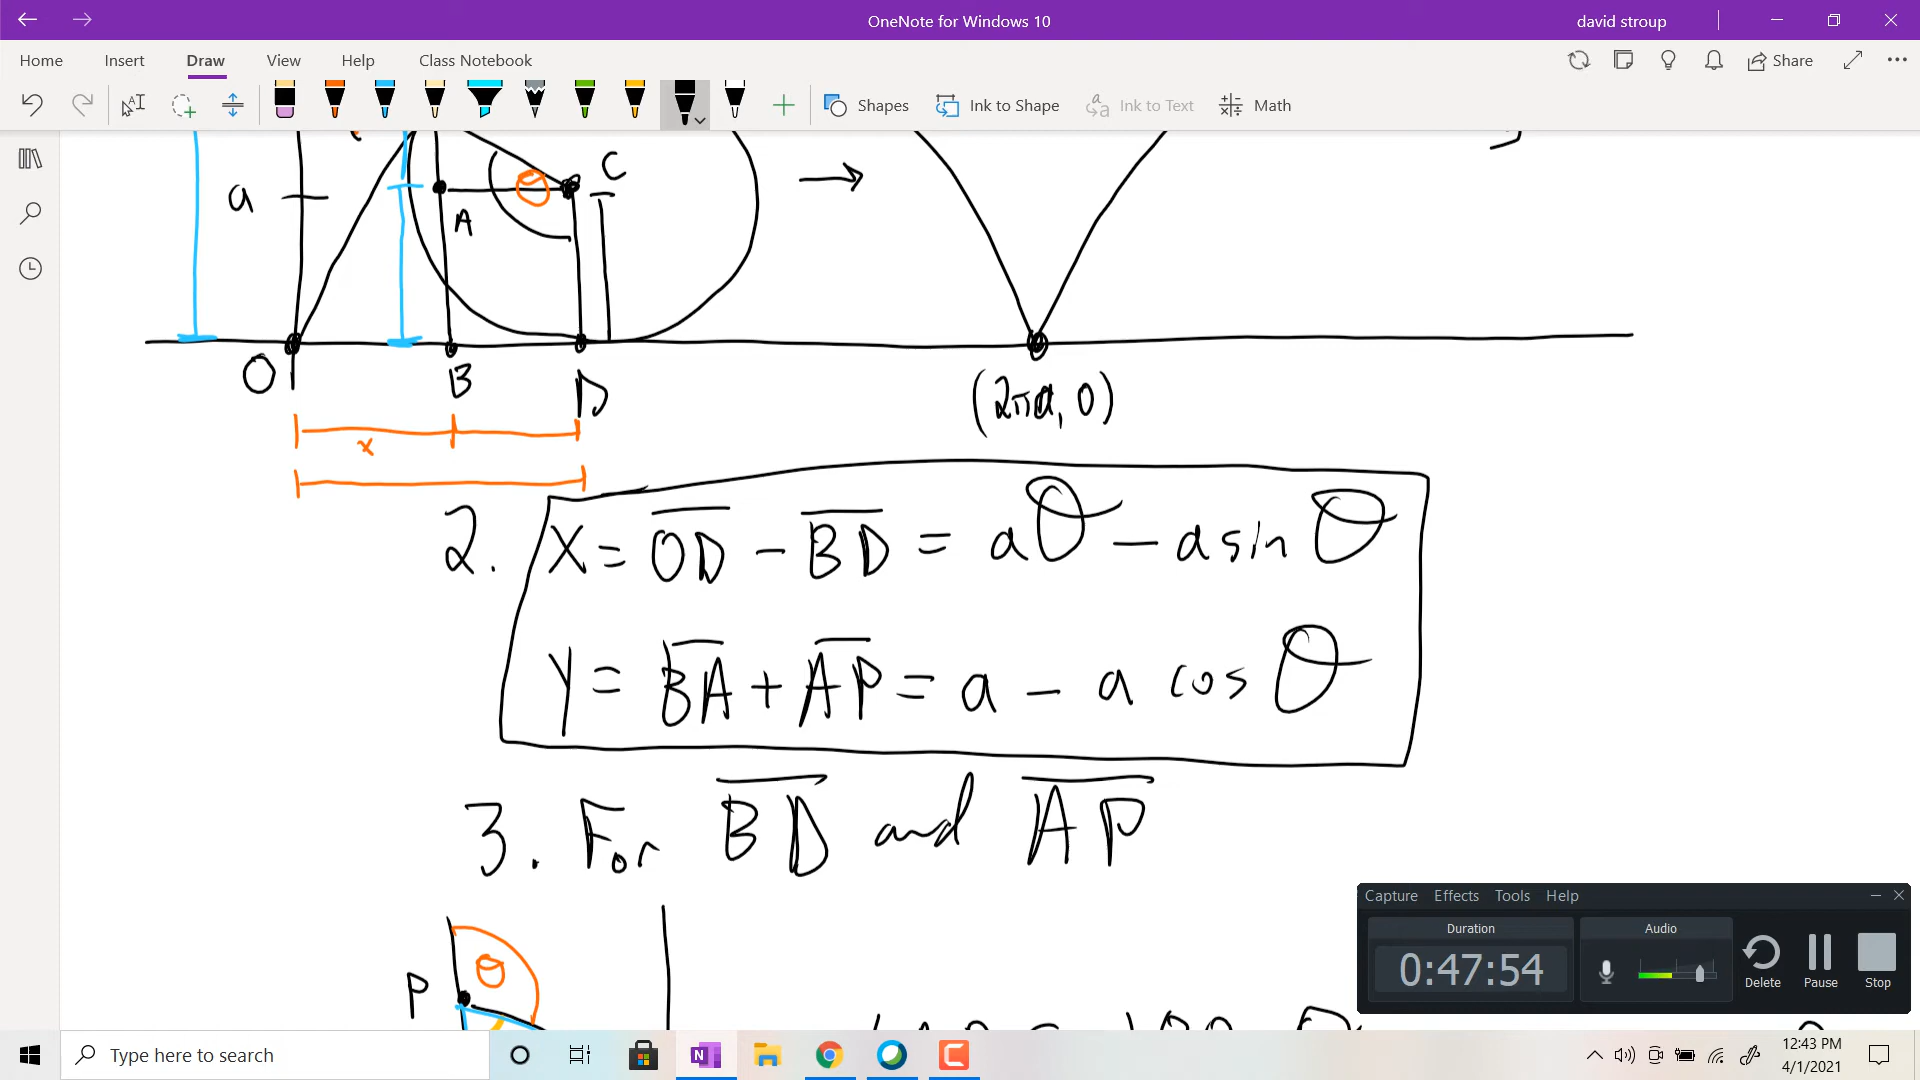 OneNote for Windows 10
david stroup
Home Insert Draw View Help Class Notebook
Share
Shapes Ink to Shape Ink to Text Math
a
C
θ
A
O
B
D
(2πa, 0)
x
2. X = OD - BD = aθ - a sin θ
Y = BA + AP = a - a cos θ
3. For BD and AP
θ
P
Capture Effects Tools Help
Duration
Audio
0:47:54
Delete
Pause
Stop
Type here to search
12:43 PM
4/1/2021